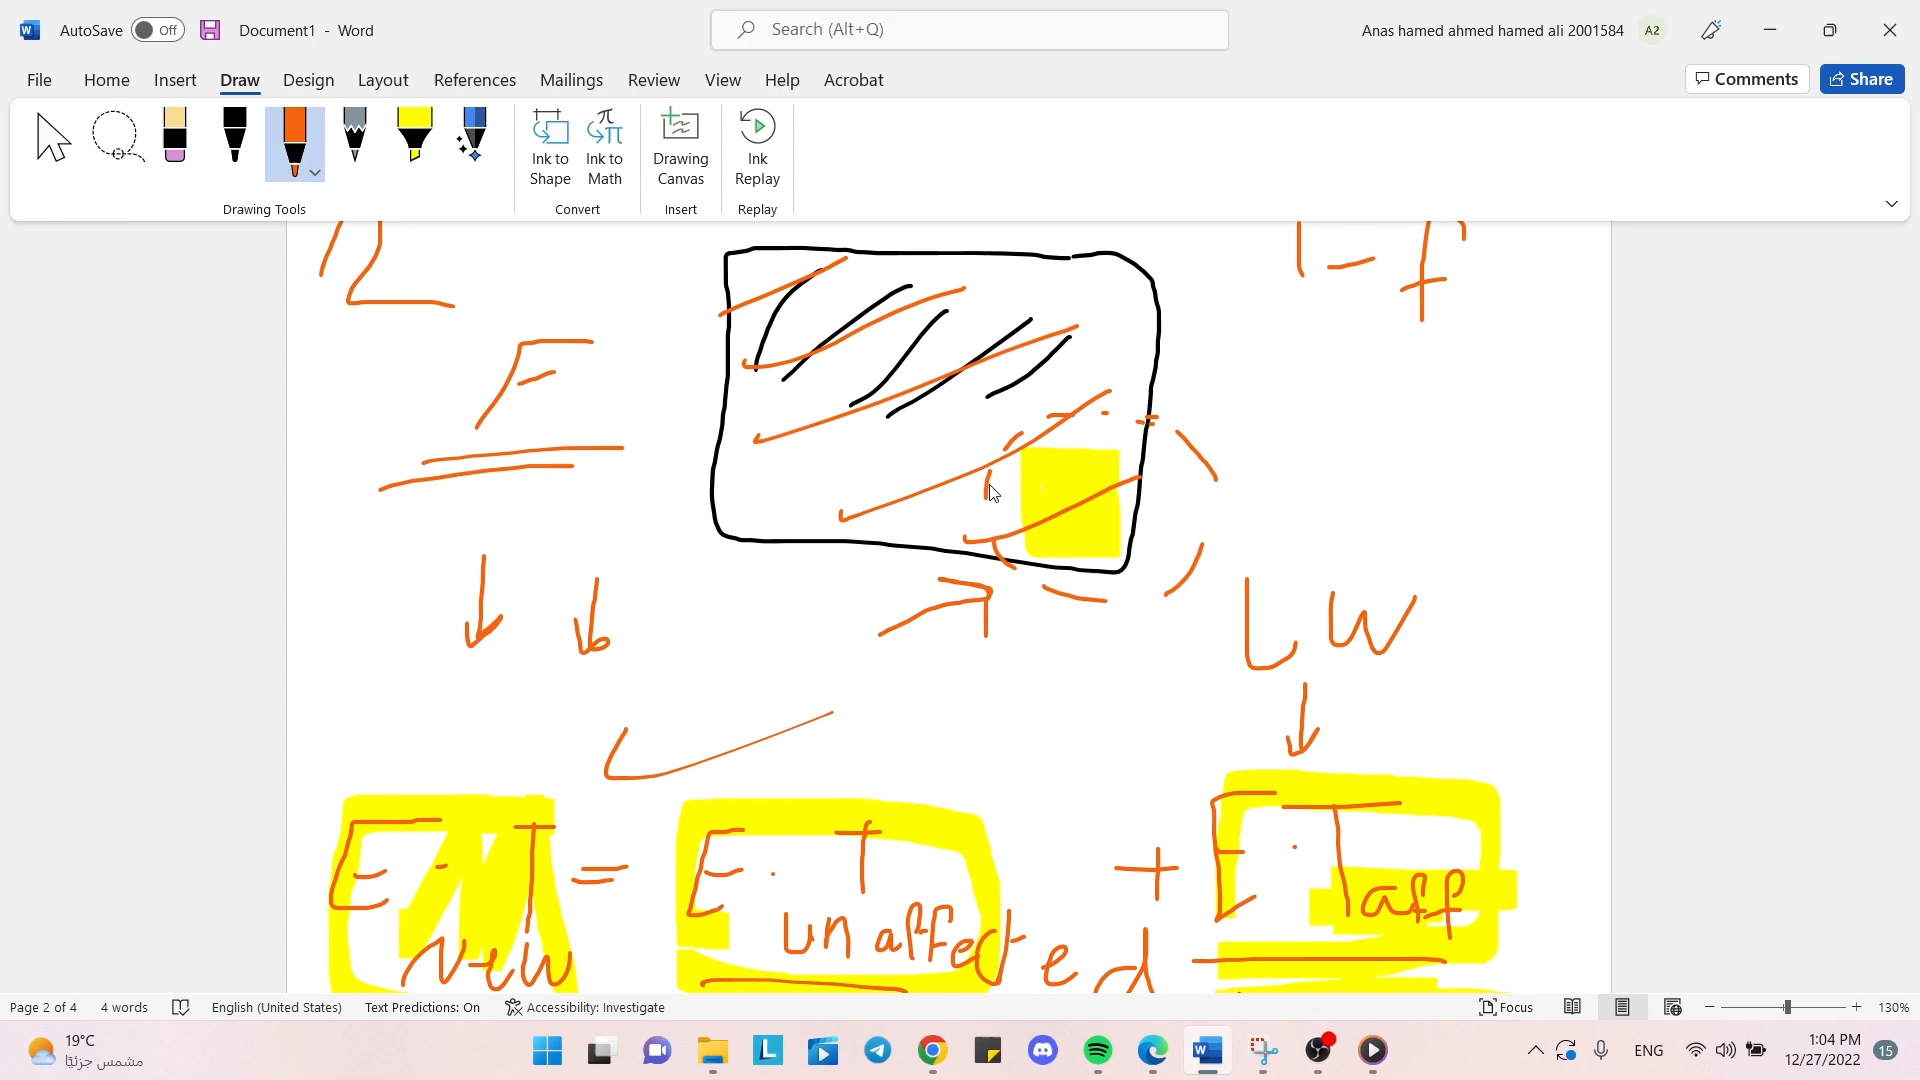 AutoSave Off Document1 - Word Search (Alt+Q) Anas hamed ahmed hamed ali 2001584 A2
File Home Insert Draw Design Layout References Mailings Review View Help Acrobat Comments Share
Ink to Shape
Ink to Math
Drawing Canvas
Ink Replay
Drawing Tools Convert Insert Replay
1 - f
F
L W
E . T = E . T + E . T aff
new unaffected
Page 2 of 4 4 words English (United States) Text Predictions: On Accessibility: Investigate Focus 130%
19°C
مشمس جزئيًا
ENG
1:04 PM
12/27/2022
15